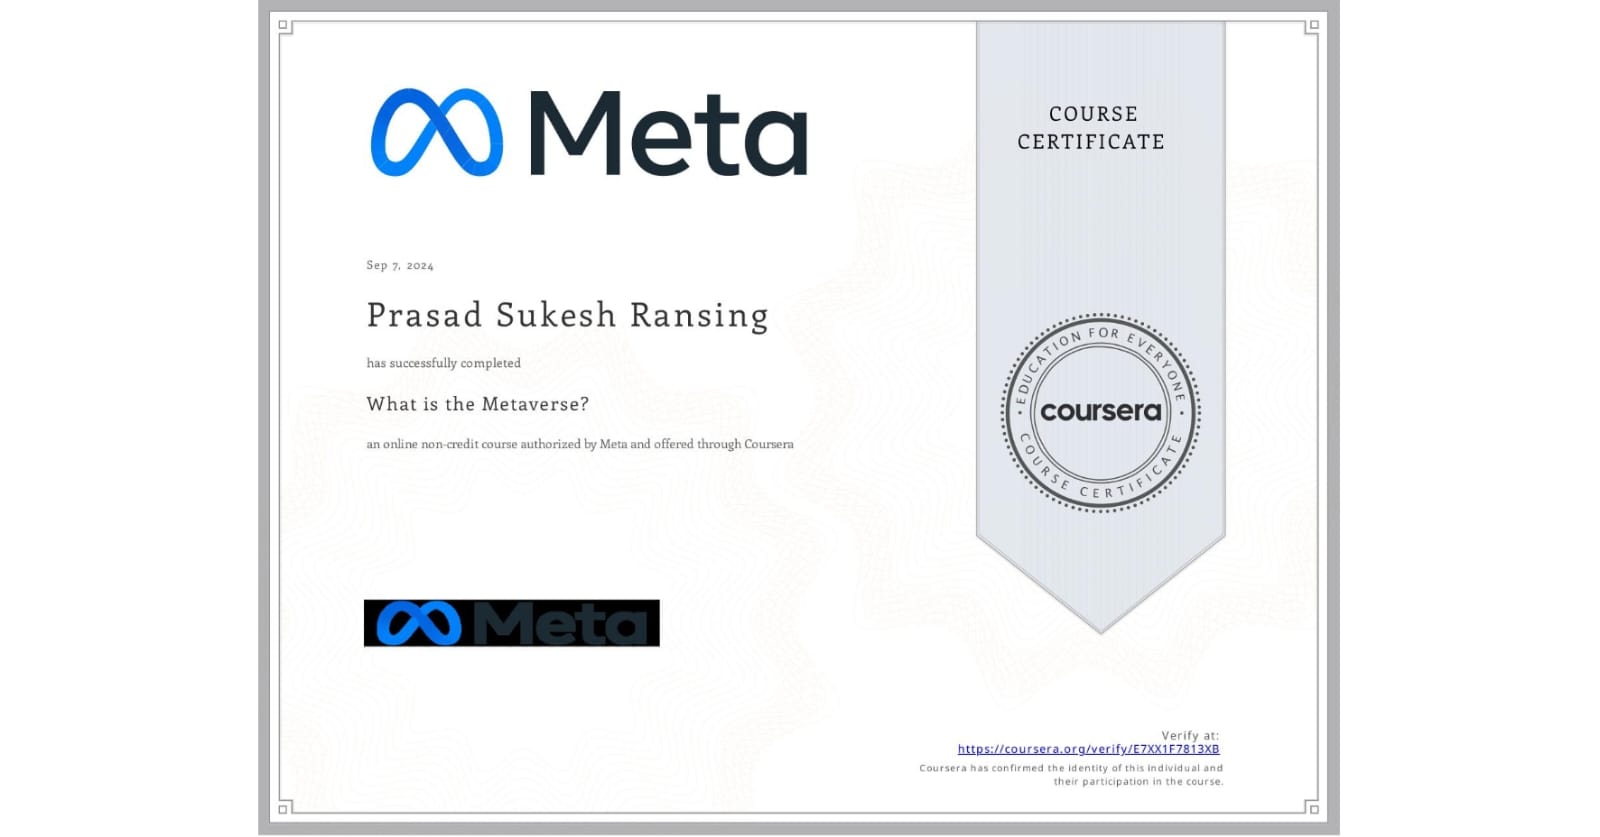 Meta
COURSE
CERTIFICATE
Sep 7, 2024
Prasad Sukesh Ransing
has successfully completed
What is the Metaverse?
an online non-credit course authorized by Meta and offered through Coursera
EDUCATION FOR EVERYONE
coursera
COURSE CERTIFICATE
Meta
Verify at:
https://coursera.org/verify/E7XX1F7813XB
Coursera has confirmed the identity of this individual and
their participation in the course.